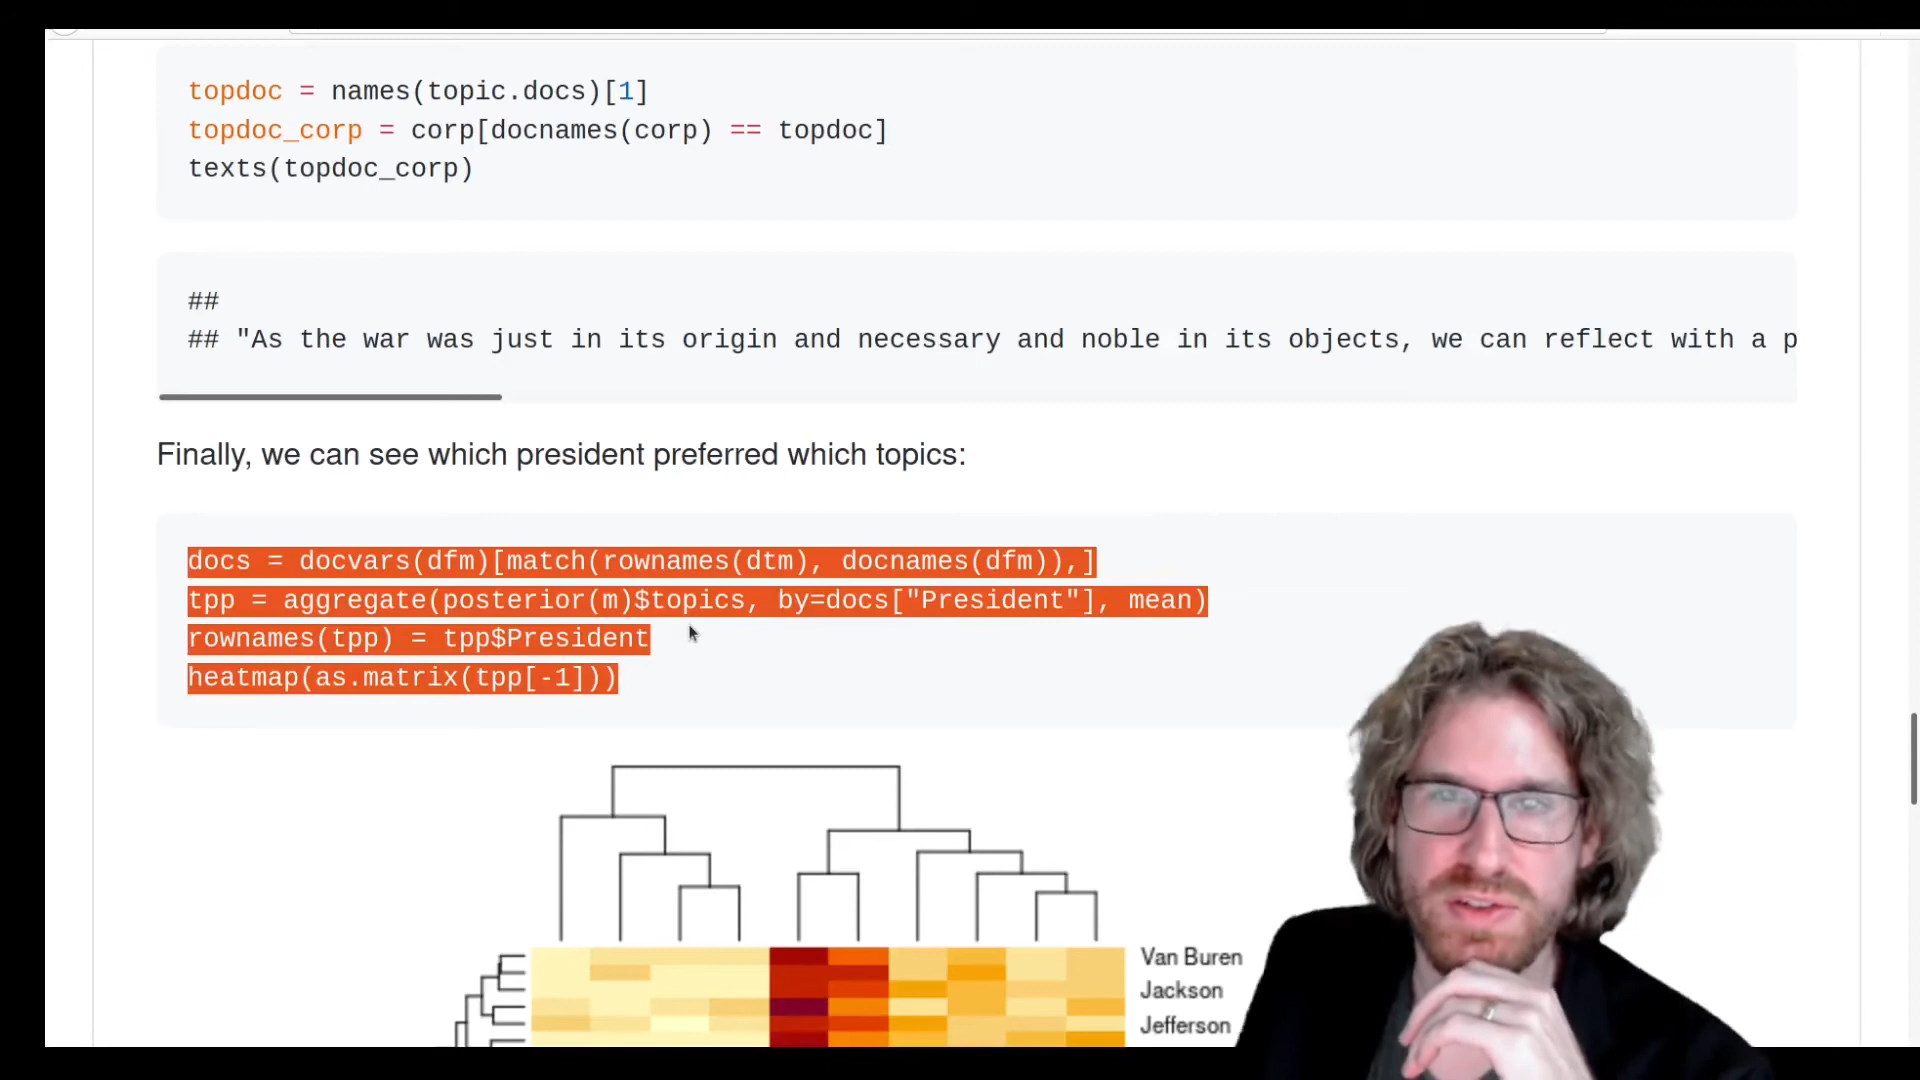 topdoc = names(topic.docs)[1]
topdoc_corp = corp[docnames(corp) == topdoc]
texts(topdoc_corp)
##
## "As the war was just in its origin and necessary and noble in its objects, we can reflect with a p
Finally, we can see which president preferred which topics:
docs = docvars(dfm)[match(rownames(dtm), docnames(dfm)),]
tpp = aggregate(posterior(m)$topics, by=docs["President"], mean)
rownames(tpp) = tpp$President
heatmap(as.matrix(tpp[-1]))
Van Buren
Jackson
Jefferson